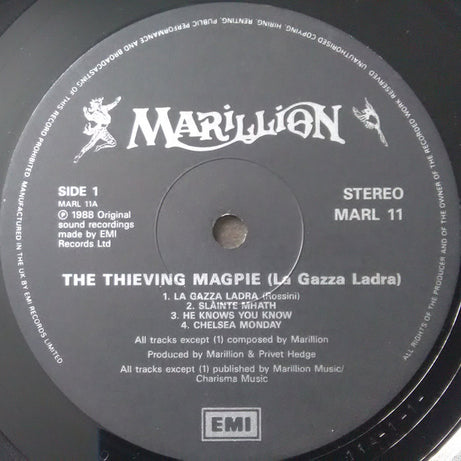 UNAUTHORISED COPYING, HIRING, RENTING, PUBLIC PERFORMANCE AND BROADCASTING OF THIS RECORD PROHIBITED MANUFACTURED IN THE U.K. BY EMI RECORDS LIMITED
ALL RIGHTS OF THE PRODUCER AND OF THE OWNER OF THE RECORDED WORK RESERVED
MARILLION
SIDE 1
MARL 11A
℗ 1988 Original
sound recordings
made by EMI
Records Ltd
STEREO
MARL 11
THE THIEVING MAGPIE (La Gazza Ladra)
1. LA GAZZA LADRA (Rossini)
2. SLÀINTE MHATH
3. HE KNOWS YOU KNOW
4. CHELSEA MONDAY
All tracks except (1) composed by Marillion
Produced by Marillion & Privet Hedge
All tracks except (1) published by Marillion Music/
Charisma Music
EMI